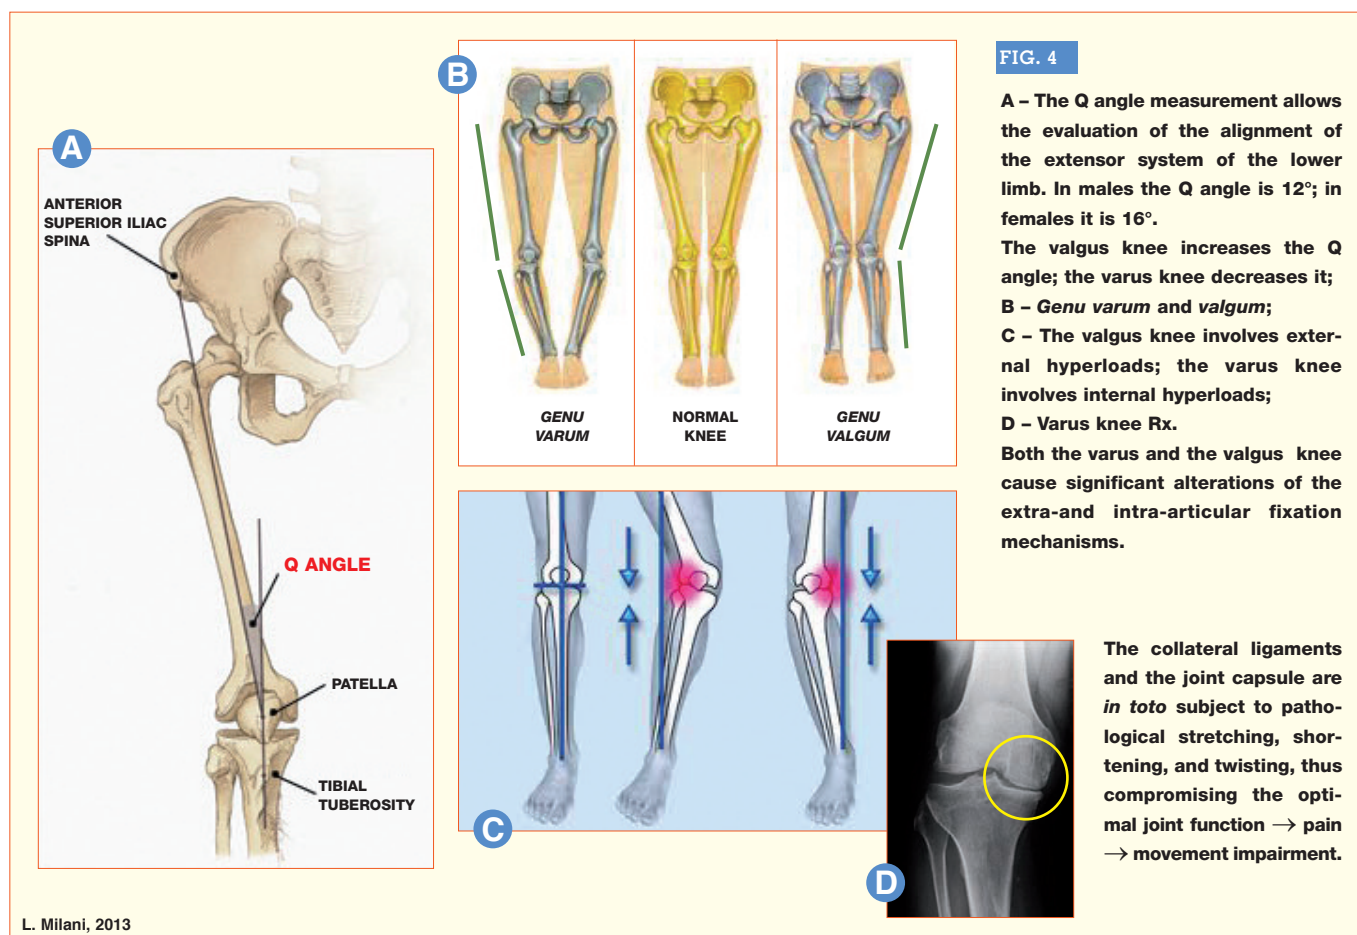 A
ANTERIOR
SUPERIOR ILIAC
SPINA
Q ANGLE
PATELLA
TIBIAL
TUBEROSITY
B
GENU
VARUM
NORMAL
KNEE
GENU
VALGUM
C
D
FIG. 4
A – The Q angle measurement allows
the evaluation of the alignment of
the extensor system of the lower
limb. In males the Q angle is 12°; in
females it is 16°.
The valgus knee increases the Q
angle; the varus knee decreases it;
B – Genu varum and valgum;
C – The valgus knee involves exter-
nal hyperloads; the varus knee
involves internal hyperloads;
D – Varus knee Rx.
Both the varus and the valgus knee
cause significant alterations of the
extra-and intra-articular fixation
mechanisms.
The collateral ligaments
and the joint capsule are
in toto subject to patho-
logical stretching, shor-
tening, and twisting, thus
compromising the opti-
mal joint function → pain
→ movement impairment.
L. Milani, 2013